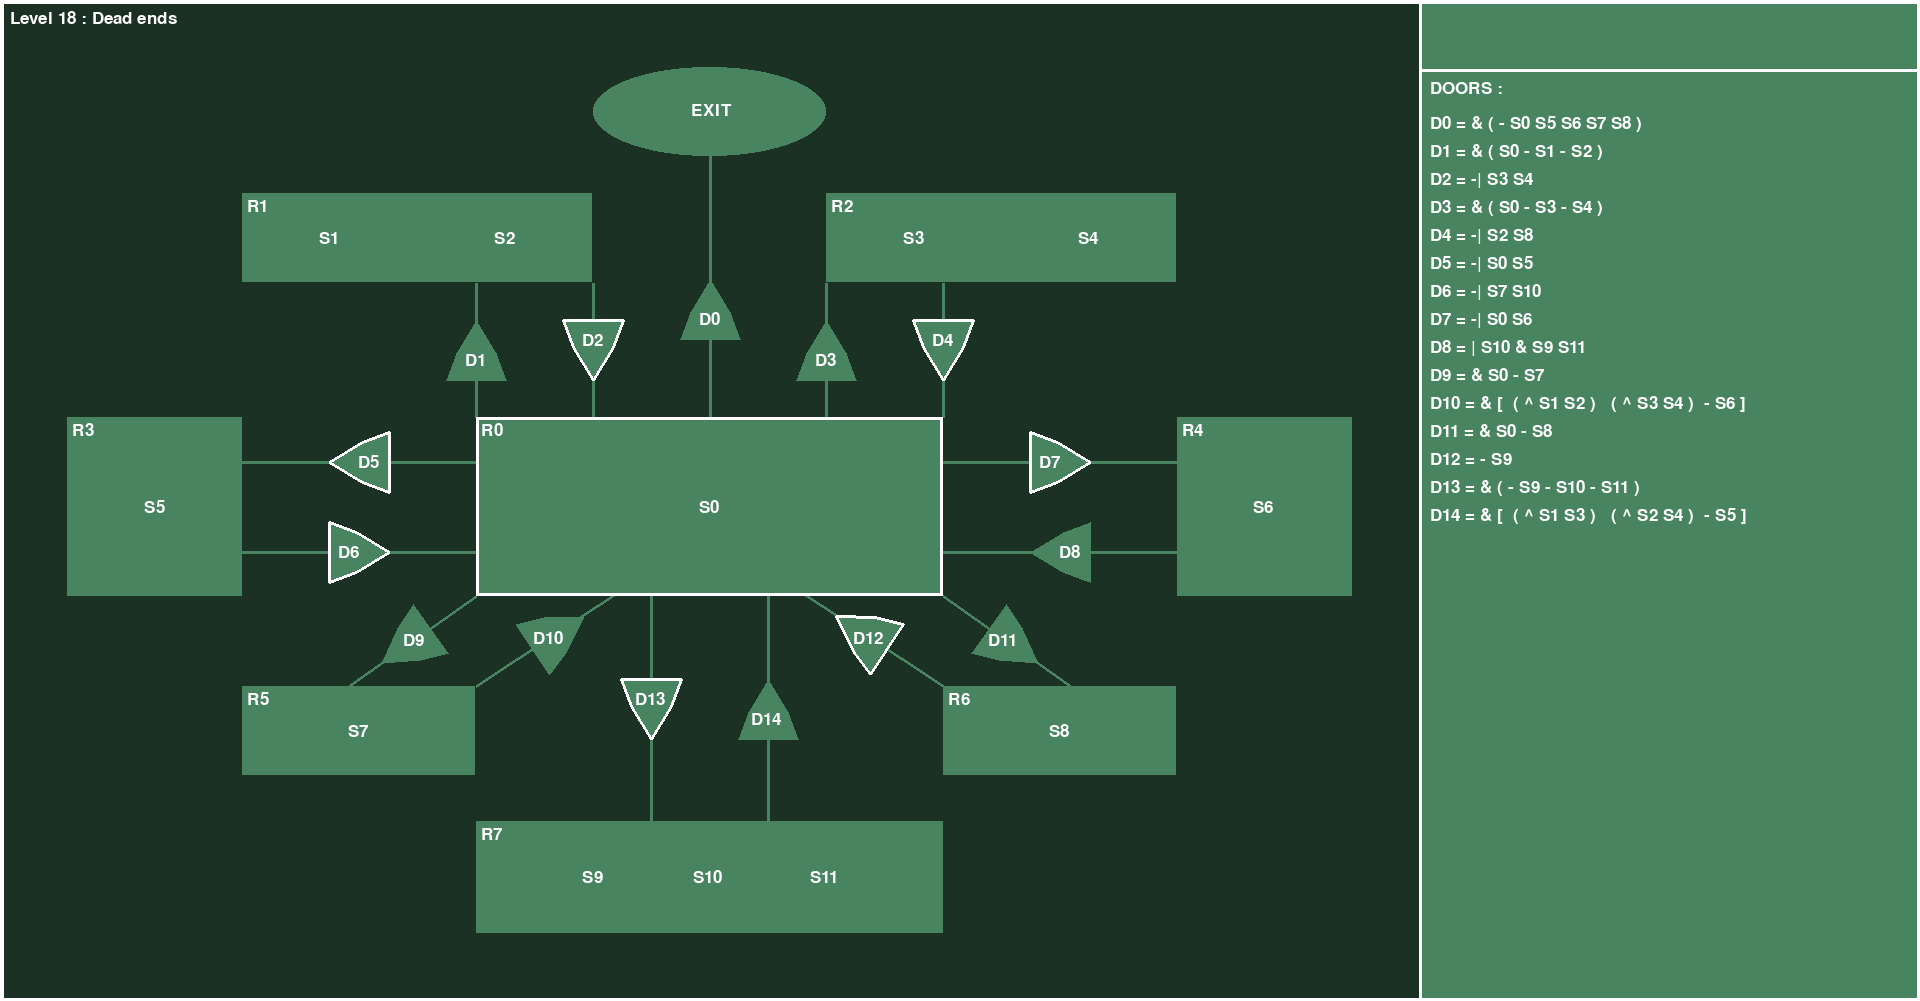 Level 18 : Dead ends
EXIT
R1
S1
S2
R2
S3
S4
D0
D1
D2
D3
D4
R3
S5
D5
D6
R0
S0
D7
D8
R4
S6
D9
D10
D13
D14
D12
D11
R5
S7
R6
S8
R7
S9
S10
S11
DOORS :
D0 = & ( - S0 S5 S6 S7 S8 )
D1 = & ( S0 - S1 - S2 )
D2 = -| S3 S4
D3 = & ( S0 - S3 - S4 )
D4 = -| S2 S8
D5 = -| S0 S5
D6 = -| S7 S10
D7 = -| S0 S6
D8 = | S10 & S9 S11
D9 = & S0 - S7
D10 = & [ ( ^ S1 S2 ) ( ^ S3 S4 ) - S6 ]
D11 = & S0 - S8
D12 = - S9
D13 = & ( - S9 - S10 - S11 )
D14 = & [ ( ^ S1 S3 ) ( ^ S2 S4 ) - S5 ]